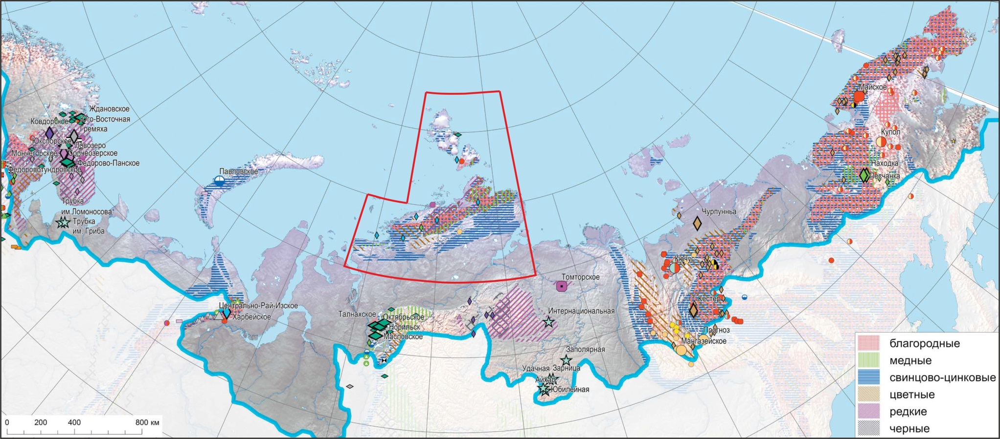 Ждановское
Ковдорское
Юго-Восточная
Гремяха
Юкспорское
Ловозеро
Мончегорское
Сопчеозерское
Федорово-Панское
Федоровотундровское
Трубка
им.Ломоносова
Трубка
им. Гриба
Павловское
Центрально-Рай-Изское
Харбейское
Талнахское
Октябрьское
Норильск
Масловское
Томторское
Интернациональная
Заполярная
Удачная
Зарница
Айхал
Юбилейная
Майское
Купол
Находка
Песчанка
Чурпуннья
Кючус
Кестер
Прогноз
Мангазейское
благородные
медные
свинцово-цинковые
цветные
редкие
черные
0 200 400 800 км